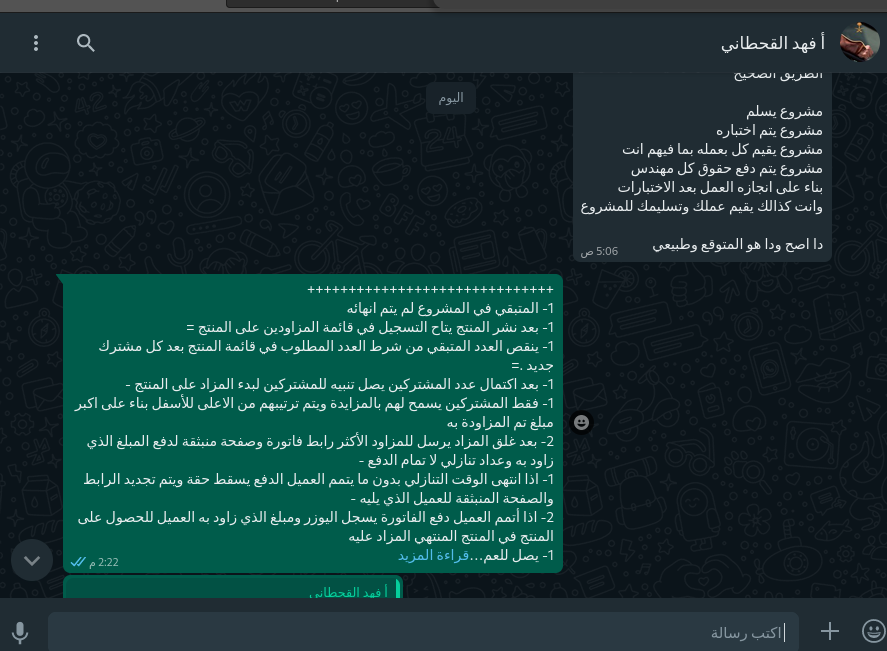 أ فهد القحطاني
الطريق الصحيح
اليوم
مشروع يسلم
مشروع يتم اختباره
مشروع يقيم كل بعمله بما فيهم انت
مشروع يتم دفع حقوق كل مهندس
بناء على انجازه العمل بعد الاختبارات
وانت كذالك يقيم عملك وتسليمك للمشروع
دا اصح ودا هو المتوقع وطبيعي
5:06 ص
++++++++++++++++++++++++++++++
1- المتبقي في المشروع لم يتم انهائه
1- بعد نشر المنتج يتاح التسجيل في قائمة المزاودين على المنتج =
1- ينقص العدد المتبقي من شرط العدد المطلوب في قائمة المنتج بعد كل مشترك
جديد .=
1- بعد اكتمال عدد المشتركين يصل تنبيه للمشتركين لبدء المزاد على المنتج -
1- فقط المشتركين يسمح لهم بالمزايدة ويتم ترتيبهم من الاعلى للأسفل بناء على اكبر
مبلغ تم المزاودة به
2- بعد غلق المزاد يرسل للمزاود الأكثر رابط فاتورة وصفحة منبثقة لدفع المبلغ الذي
زاود به وعداد تنازلي لا تمام الدفع -
1- اذا انتهى الوقت التنازلي بدون ما يتمم العميل الدفع يسقط حقة ويتم تجديد الرابط
والصفحة المنبثقة للعميل الذي يليه -
2- اذا أتمم العميل دفع الفاتورة يسجل اليوزر ومبلغ الذي زاود به العميل للحصول على
المنتج في المنتج المنتهي المزاد عليه
1- يصل للعم...قراءة المزيد
2:22 م
أ فهد القحطاني
اكتب رسالة